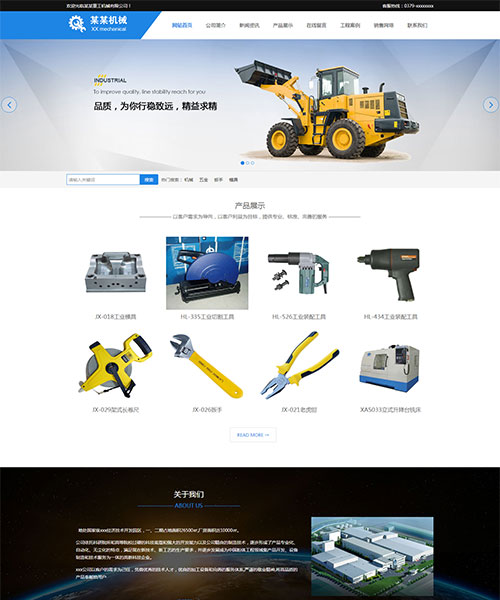 欢迎光临某某重工机械有限公司！
客服热线：0379-xxxxxxxx
某某机械
XX mechanical
网站首页 公司简介 新闻资讯 产品展示 在线留言 工程案例 销售网络 联系我们
INDUSTRIAL
To improve quality, line stability reach for you
品质，为你行稳致远，精益求精
请输入关键词 搜索 热门搜索： 机械 五金 扳手 模具
产品展示
以客户需求为导向，以客户利益为目标，提供专业、标准、完善的服务
JX-018工业模具 HL-335工业切割工具 HL-526工业装配工具 HL-434工业装配工具
JX-029架式长卷尺 JX-026扳手 JX-021老虎钳 XA5033立式升降台铣床
READ MORE
关于我们
ABOUT US